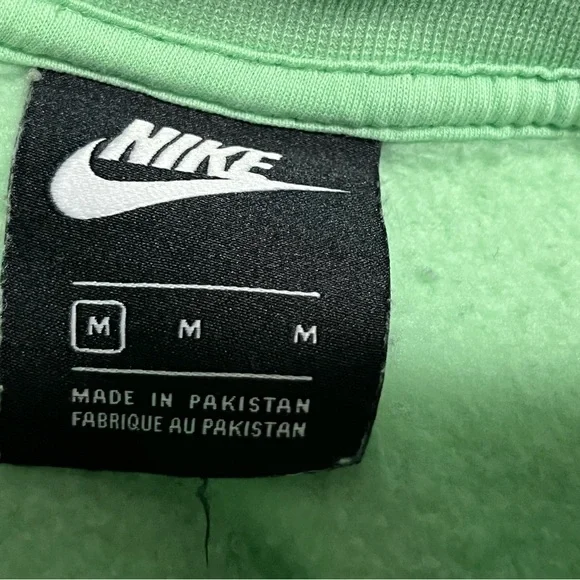 NIKE
M M M
MADE IN PAKISTAN
FABRIQUE AU PAKISTAN